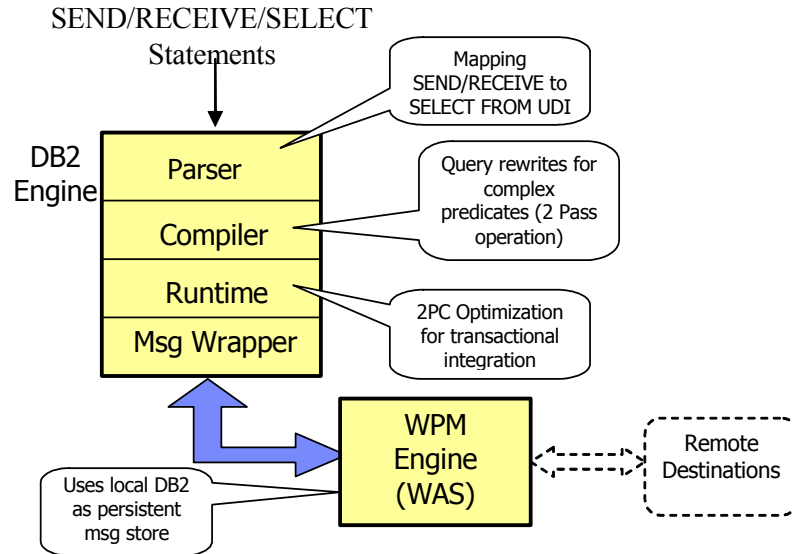 SEND/RECEIVE/SELECT
Statements
Mapping
SEND/RECEIVE to
SELECT FROM UDI
DB2
Engine
Parser
Query rewrites for
complex
predicates (2 Pass
operation)
Compiler
Runtime
2PC Optimization
for transactional
integration
Msg Wrapper
WPM
Engine
(WAS)
Remote
Destinations
Uses local DB2
as persistent
msg store